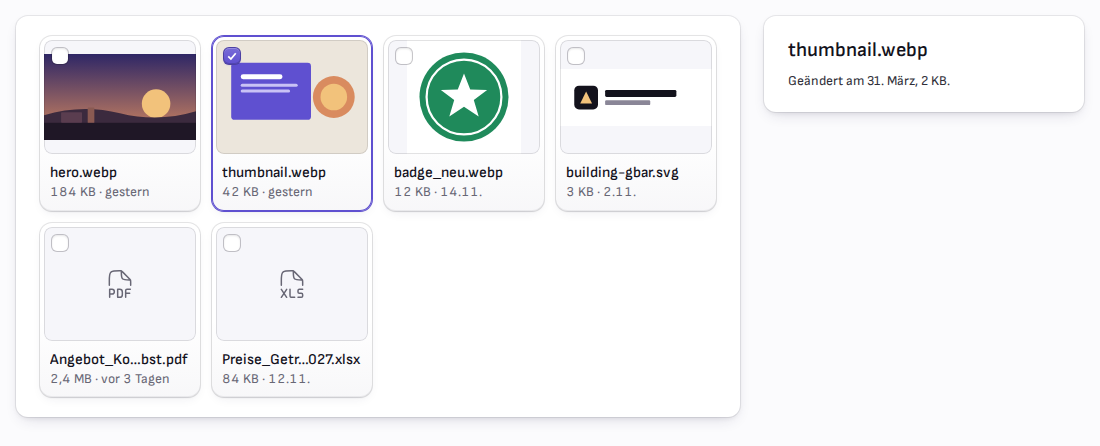 hero.webp
184 KB · gestern
thumbnail.webp
42 KB · gestern
badge_neu.webp
12 KB · 14.11.
building-gbar.svg
3 KB · 2.11.
PDF
Angebot_Ko…bst.pdf
2,4 MB · vor 3 Tagen
XLS
Preise_Getr…027.xlsx
84 KB · 12.11.
thumbnail.webp
Geändert am 31. März, 2 KB.